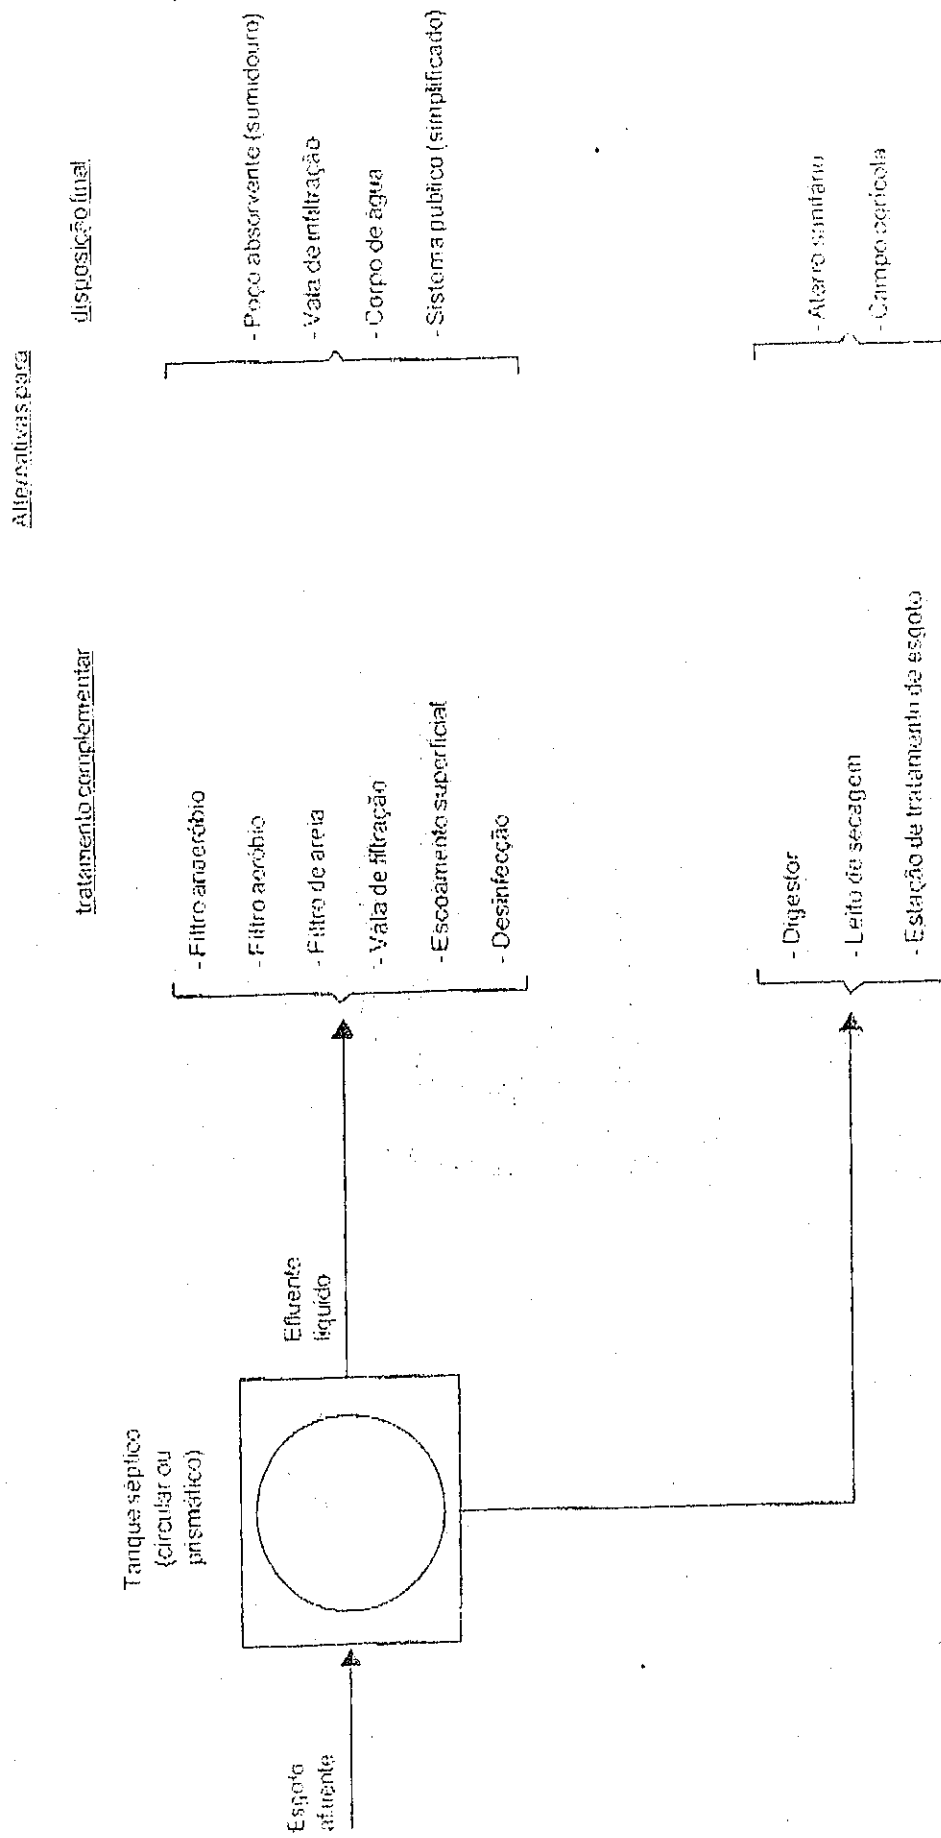 Alternativas para
tratamento complementar
disposição final
Esgoto
afluente
Tanque séptico
(circular ou
prismático)
Efluente
líquido
- Filtro anaeróbio
- Filtro aeróbio
- Filtro de areia
- Vala de filtração
- Escoamento superficial
- Desinfecção
- Poço absorvente (sumidouro)
- Vala de infiltração
- Corpo de água
- Sistema publico (simplificado)
- Digestor
- Leito de secagem
- Estação de tratamento de esgoto
- Aterro sanitário
- Campo agrícola